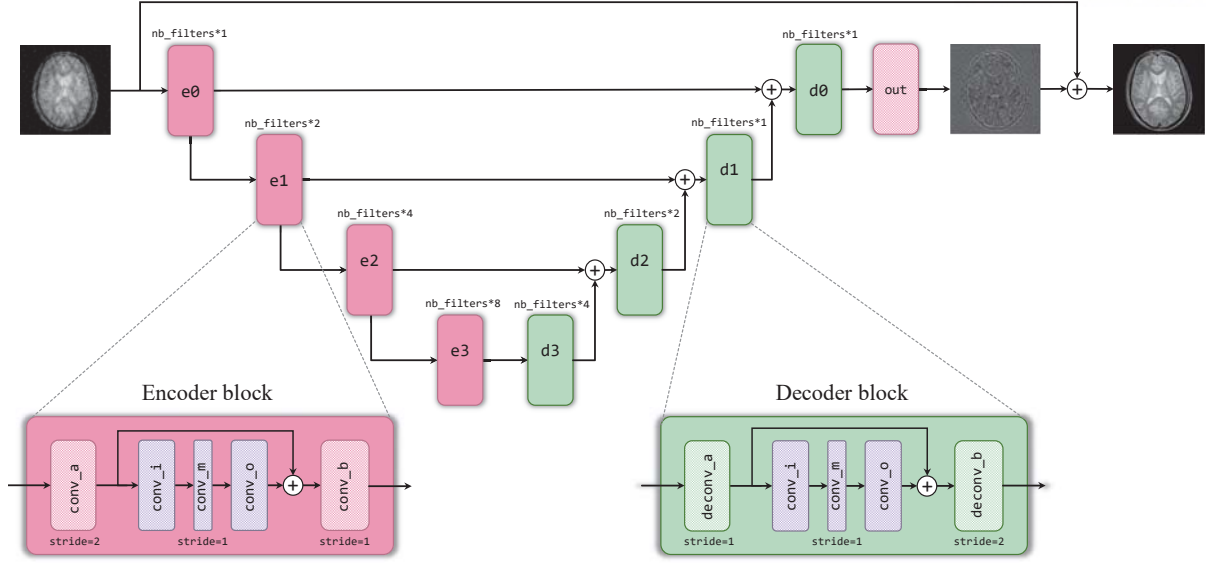 nb_filters*1
nb_filters*1
e0
d0
out
nb_filters*2
nb_filters*1
e1
d1
nb_filters*4
nb_filters*2
e2
d2
nb_filters*8
nb_filters*4
e3
d3
Encoder block
conv_a
conv_i
conv_m
conv_o
conv_b
stride=2
stride=1
stride=1
Decoder block
deconv_a
conv_i
conv_m
conv_o
deconv_b
stride=1
stride=1
stride=2